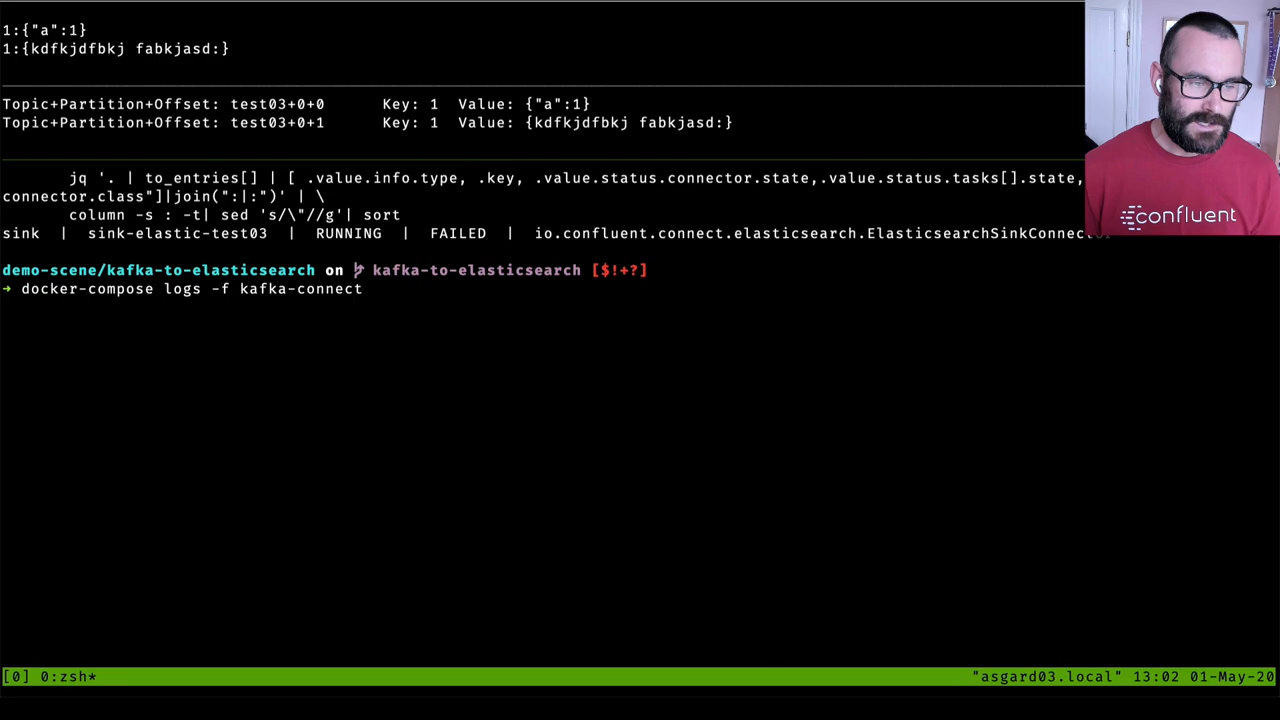 1:{"a":1}
1:{kdfkjdfbkj fabkjasd:}
Topic+Partition+Offset: test03+0+0 Key: 1 Value: {"a":1}
Topic+Partition+Offset: test03+0+1 Key: 1 Value: {kdfkjdfbkj fabkjasd:}
jq '. | to_entries[] | [ .value.info.type, .key, .value.status.connector.state,.value.status.tasks[].state,
connector.class"]|join(":|:")' | \
column -s : -t| sed 's/\"//g'| sort
sink | sink-elastic-test03 | RUNNING | FAILED | io.confluent.connect.elasticsearch.ElasticsearchSinkConnector
demo-scene/kafka-to-elasticsearch on kafka-to-elasticsearch [$!+?]
→ docker-compose logs -f kafka-connect
[0] 0:zsh* "asgard03.local" 13:02 01-May-20
confluent